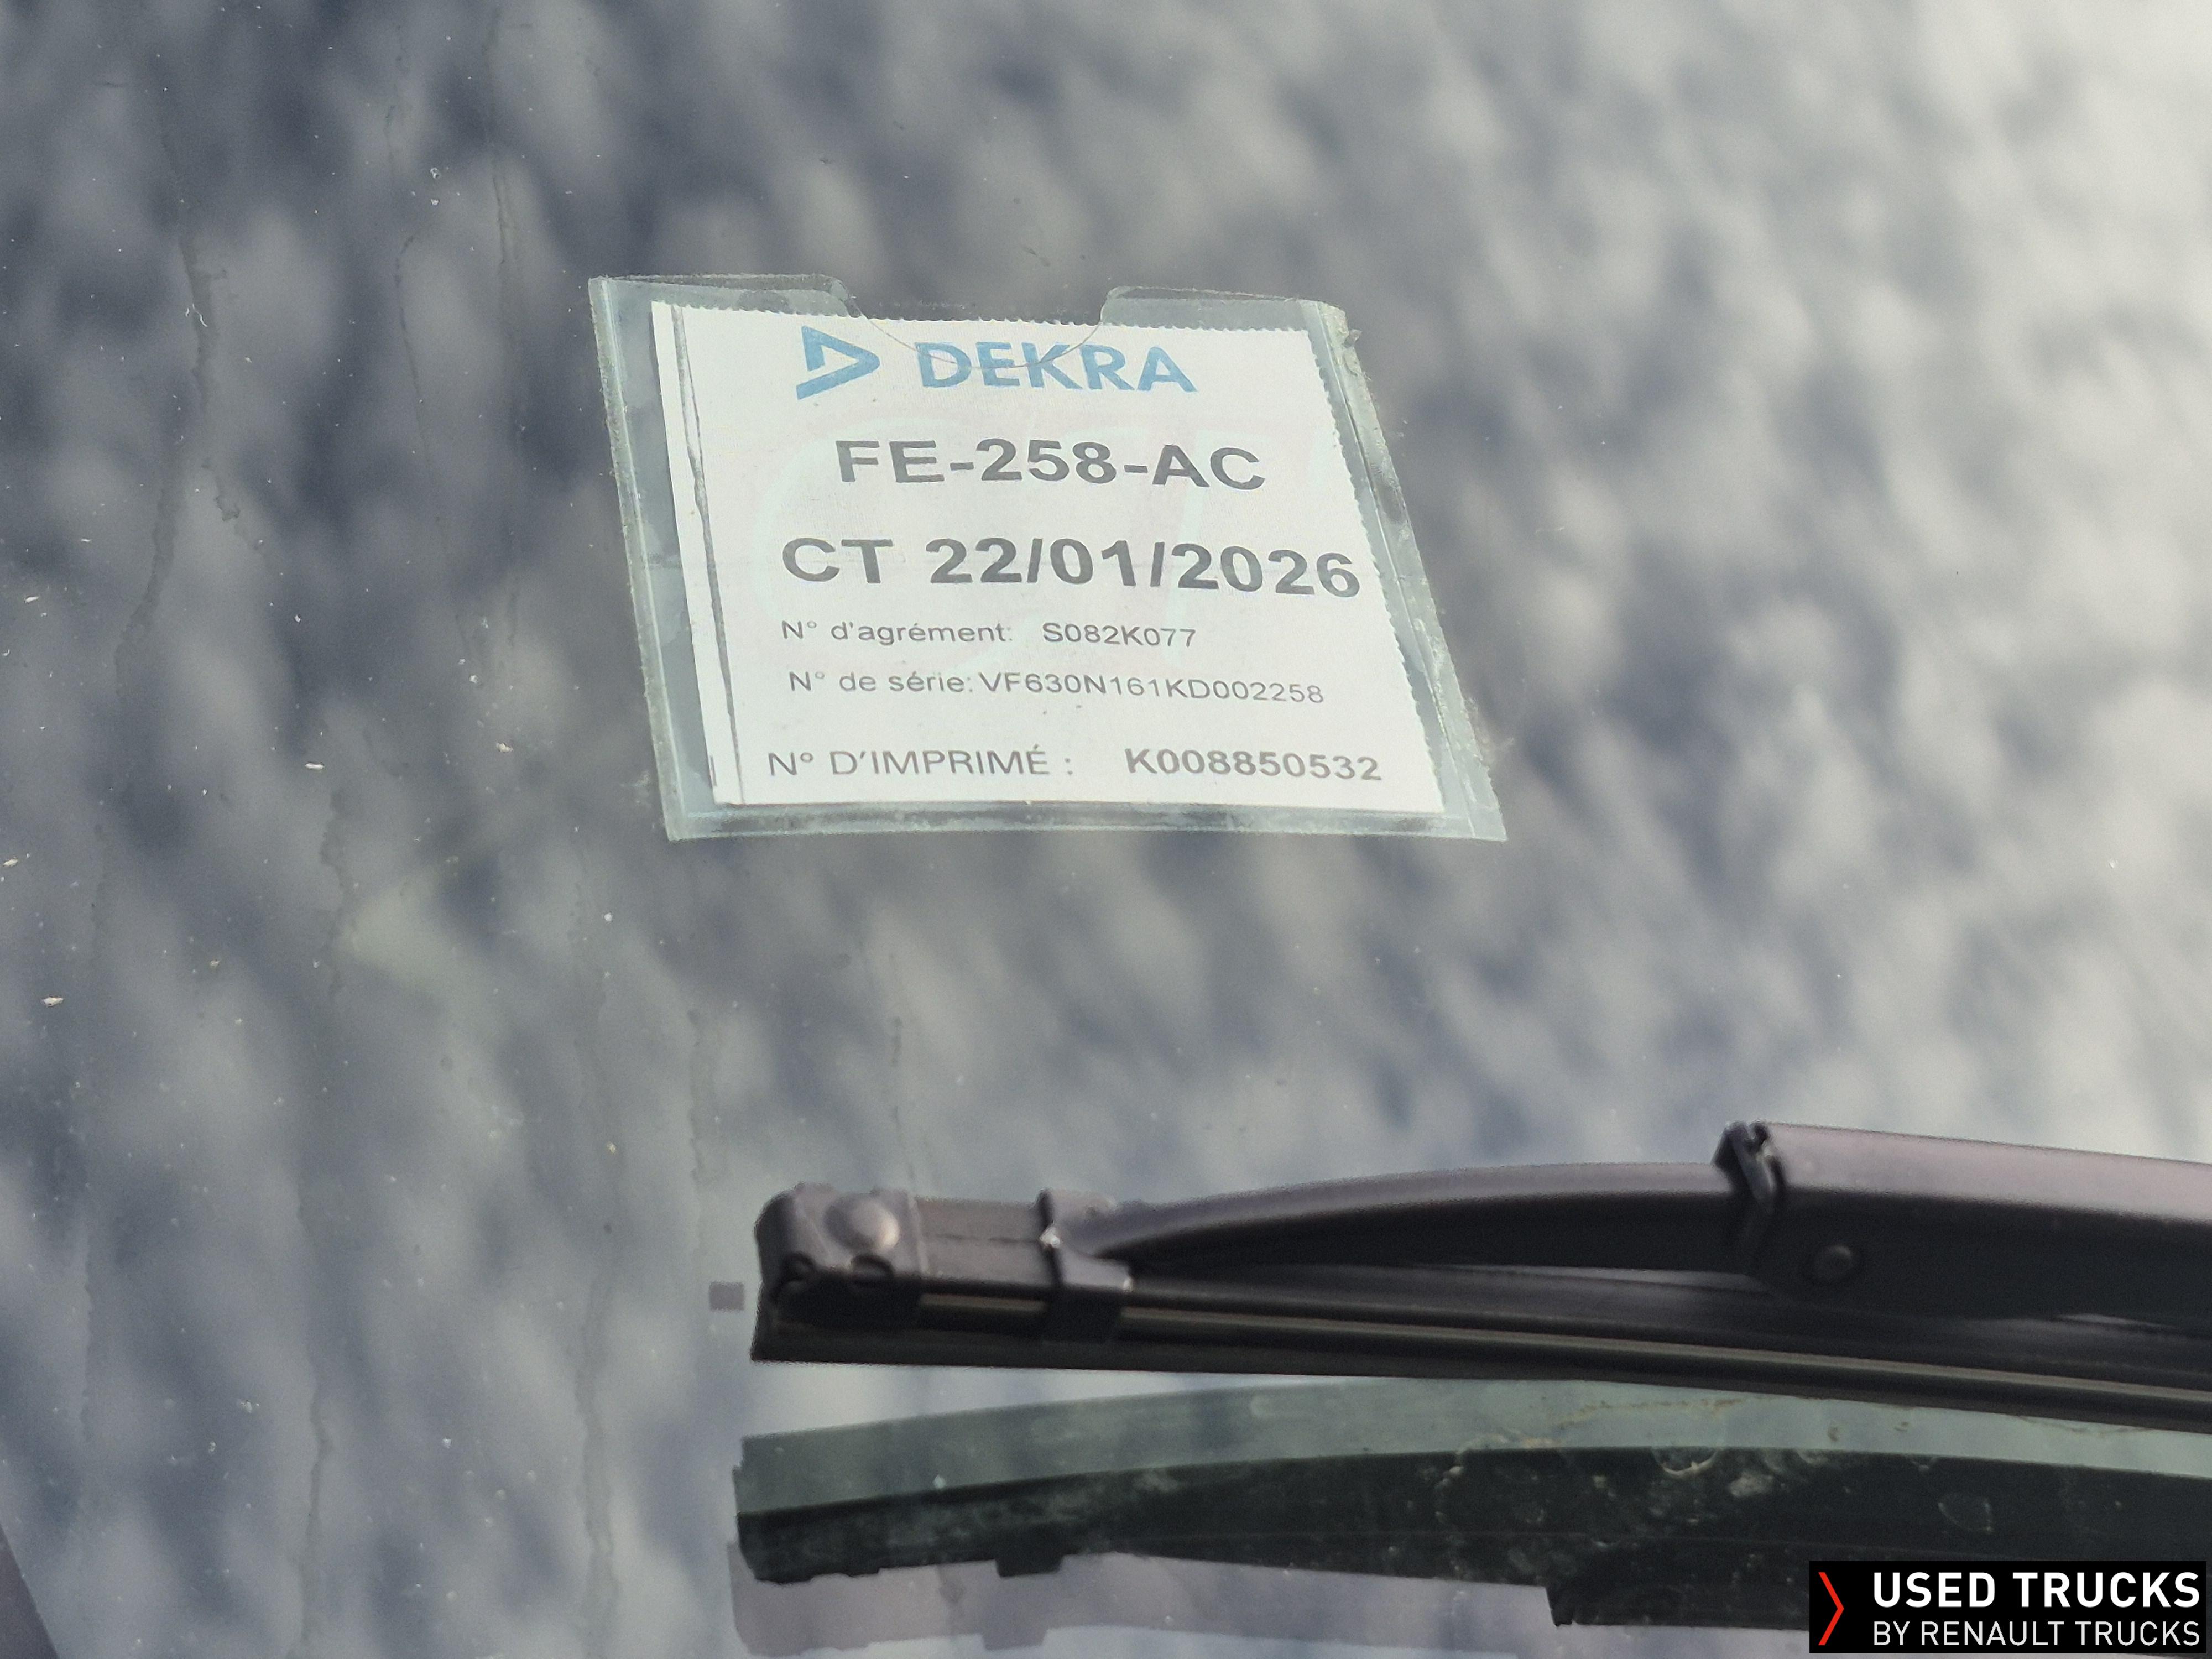 DEKRA
FE-258-AC
CT 22/01/2026
N° d'agrément: S082K077
N° de série: VF630N161KD002258
N° D'IMPRIMÉ : K008850532
USED TRUCKS
BY RENAULT TRUCKS